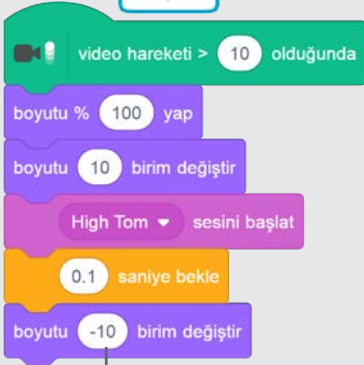 video hareketi > 10 olduğunda
boyutu % 100 yap
boyutu 10 birim değiştir
High Tom sesini başlat
0.1 saniye bekle
boyutu -10 birim değiştir